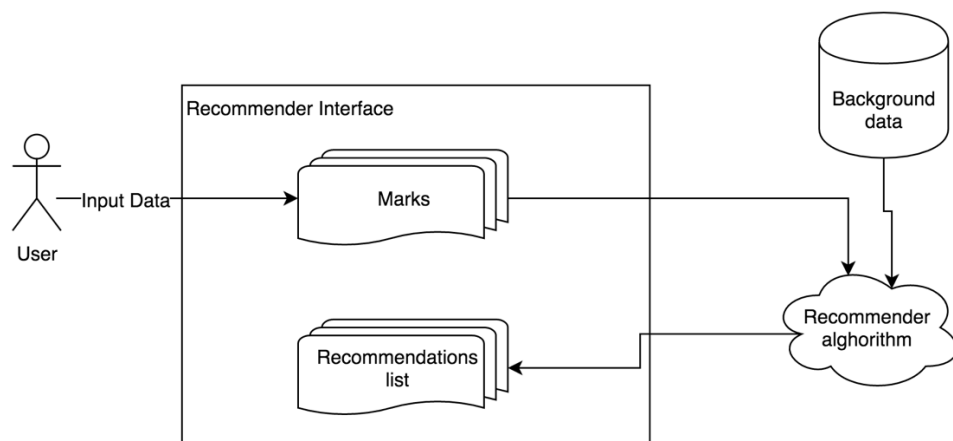 Background
data
Recommender Interface
Input Data
Marks
User
Recommender
alghorithm
Recommendations
list